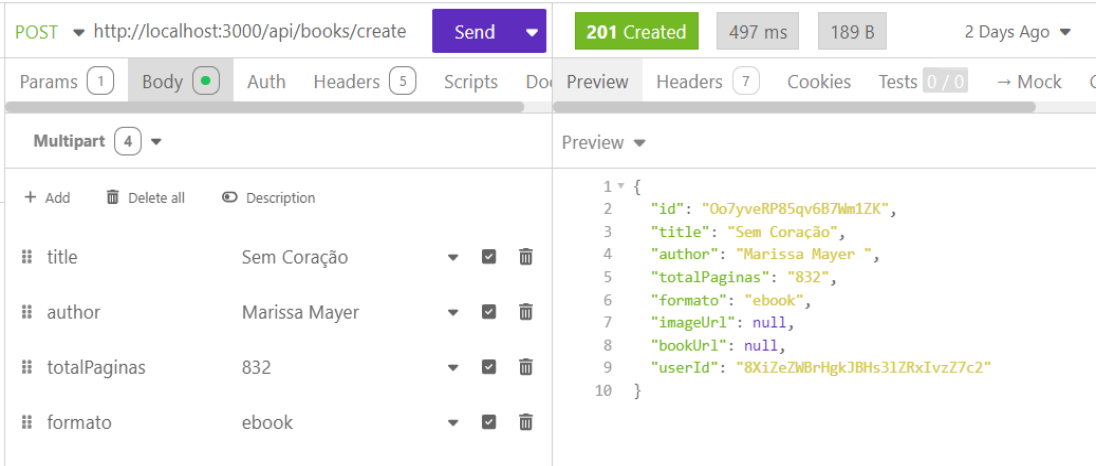 POST http://localhost:3000/api/books/create Send
201 Created 497 ms 189 B 2 Days Ago
Params 1 Body Auth Headers 5 Scripts Do
Preview Headers 7 Cookies Tests 0 / 0 → Mock
Multipart 4
Preview
+ Add Delete all Description
title Sem Coração
author Marissa Mayer
totalPaginas 832
formato ebook
1 {
2 "id": "Oo7yveRP85qv6B7Wm1ZK",
3 "title": "Sem Coração",
4 "author": "Marissa Mayer ",
5 "totalPaginas": "832",
6 "formato": "ebook",
7 "imageUrl": null,
8 "bookUrl": null,
9 "userId": "8XiZeZWBrHgkJBHs3lZRxIvzZ7c2"
10 }